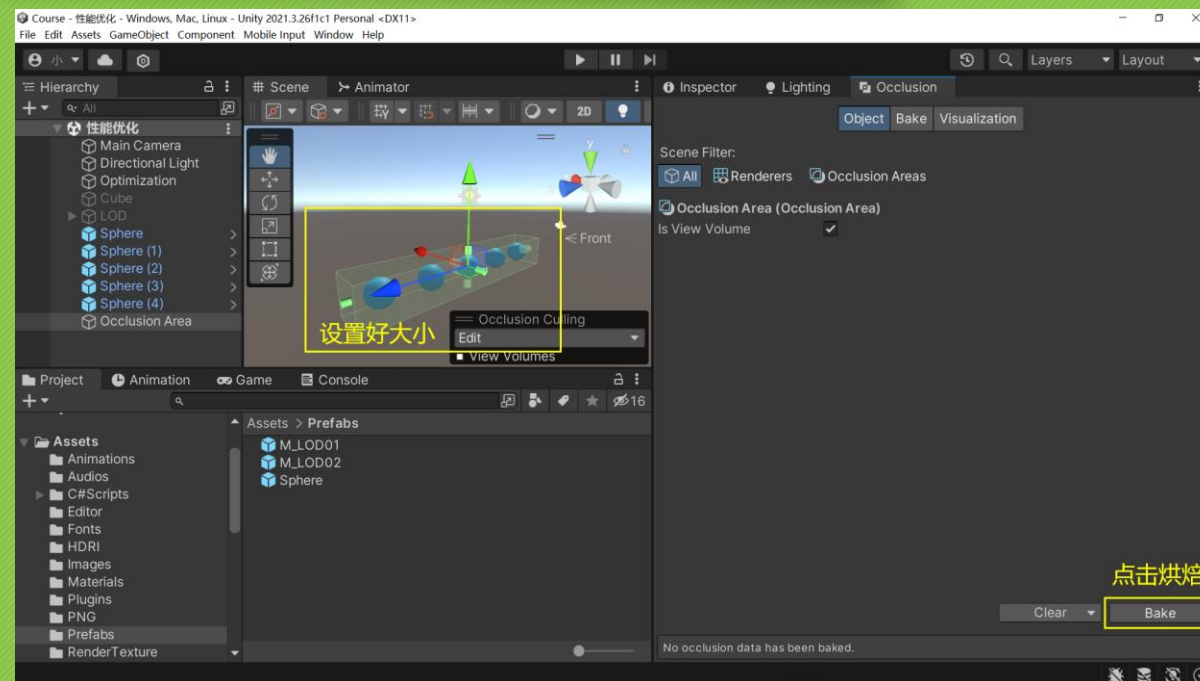 Course - 性能优化 - Windows, Mac, Linux - Unity 2021.3.26f1c1 Personal <DX11>
File Edit Assets GameObject Component Mobile Input Window Help
小
Layers
Layout
Hierarchy
Scene
Animator
Inspector
Lighting
Occlusion
All
2D
Object
Bake
Visualization
性能优化
Main Camera
Directional Light
Optimization
Cube
LOD
Sphere
Sphere (1)
Sphere (2)
Sphere (3)
Sphere (4)
Occlusion Area
y
Front
设置好大小
Occlusion Culling
Edit
View Volumes
Scene Filter:
All
Renderers
Occlusion Areas
Occlusion Area (Occlusion Area)
Is View Volume
Project
Animation
Game
Console
16
Assets > Prefabs
Assets
Animations
Audios
C#Scripts
Editor
Fonts
HDRI
Images
Materials
Plugins
PNG
Prefabs
RenderTexture
M_LOD01
M_LOD02
Sphere
点击烘焙
Clear
Bake
No occlusion data has been baked.